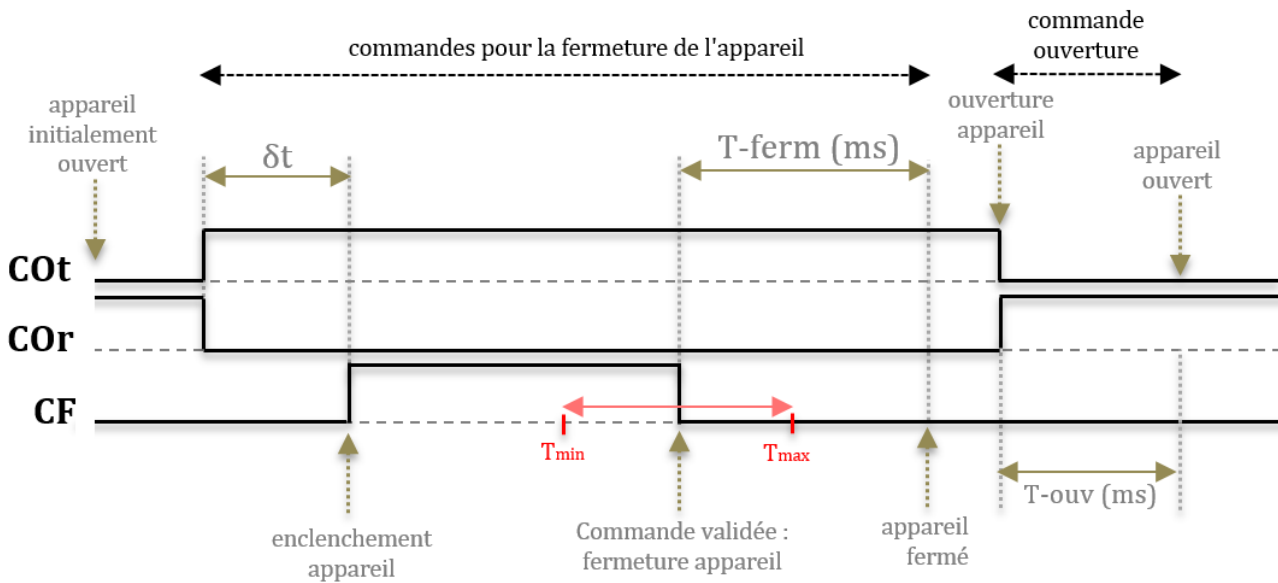 commandes pour la fermeture de l'appareil
commande
ouverture
appareil
initialement
ouvert
δt
T-ferm (ms)
ouverture
appareil
appareil
ouvert
COt
COr
CF
Tmin
Tmax
T-ouv (ms)
enclenchement
appareil
Commande validée :
fermeture appareil
appareil
fermé